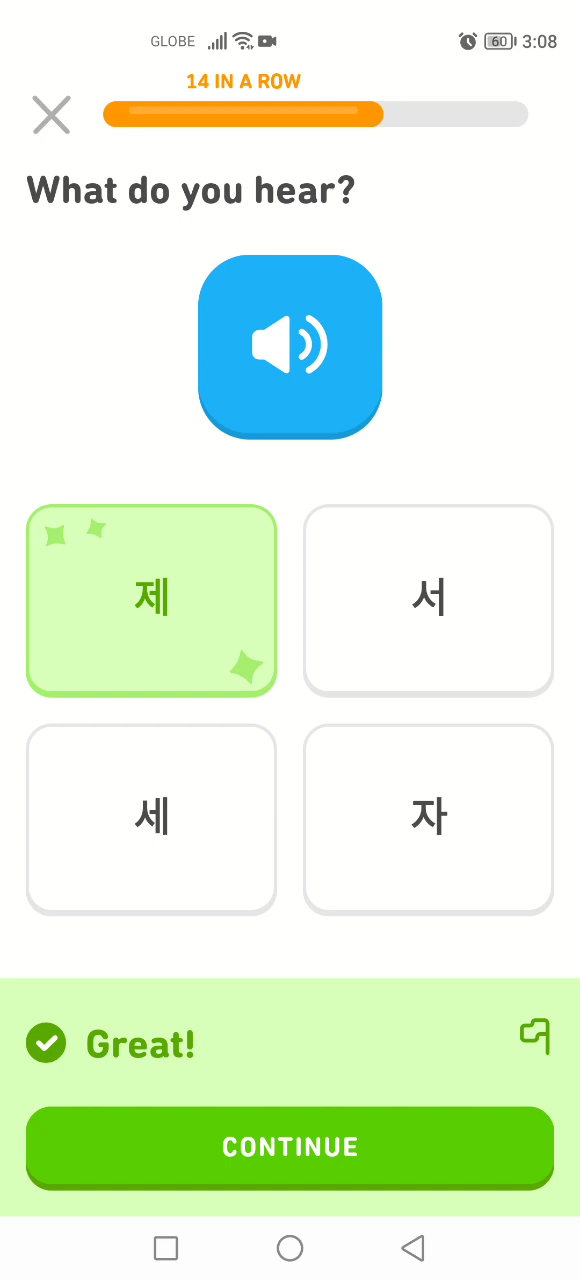 GLOBE 60 3:08
14 IN A ROW
What do you hear?
제 서
세 자
Great!
CONTINUE